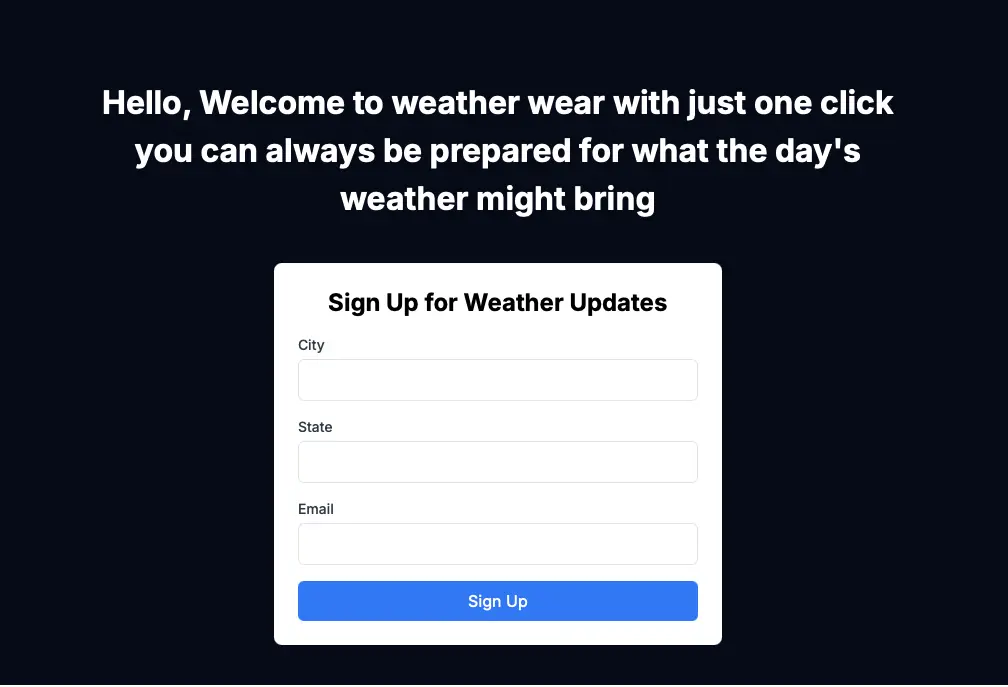 Hello, Welcome to weather wear with just one click
you can always be prepared for what the day's
weather might bring
Sign Up for Weather Updates
City
State
Email
Sign Up